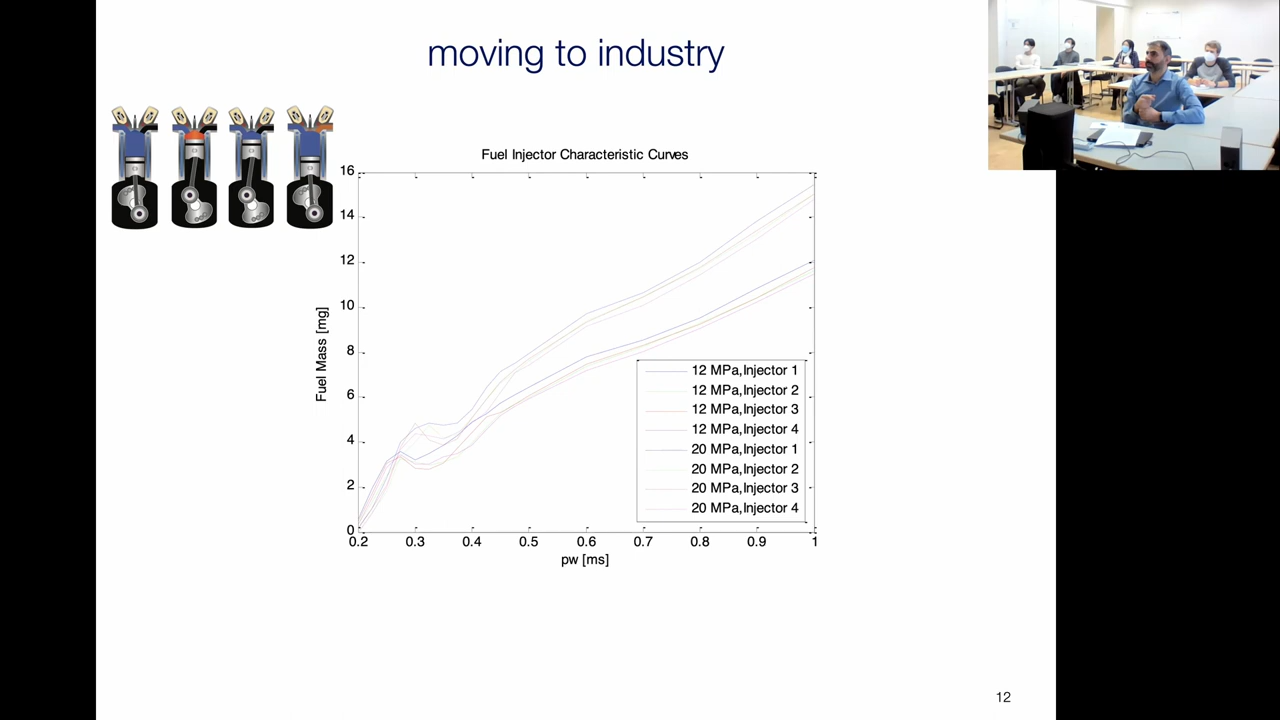 moving to industry
Fuel Injector Characteristic Curves
16
14
12
10
8
6
4
2
0
Fuel Mass [mg]
0.2 0.3 0.4 0.5 0.6 0.7 0.8 0.9 1
pw [ms]
12 MPa,Injector 1
12 MPa,Injector 2
12 MPa,Injector 3
12 MPa,Injector 4
20 MPa,Injector 1
20 MPa,Injector 2
20 MPa,Injector 3
20 MPa,Injector 4
12